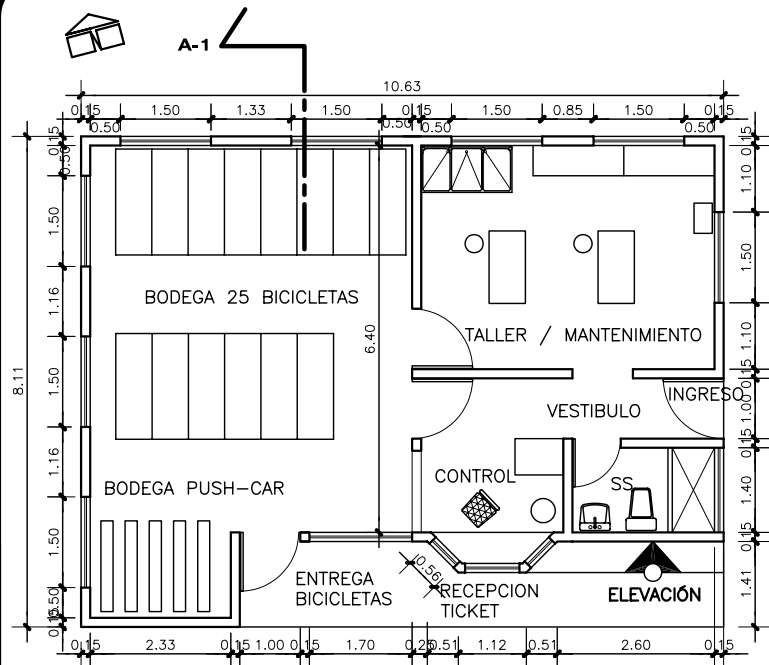 A-1
10.63
0.15 1.50 1.33 1.50 0.15 1.50 0.85 1.50 0.15
0.50 0.50 0.50 0.50
8.11
0.15
0.50
1.50
1.16
1.50
1.16
1.50
0.50
0.15
6.40
0.15
1.10
1.50
1.10
0.15
1.00
0.15
1.40
0.15
1.41
BODEGA 25 BICICLETAS
TALLER / MANTENIMIENTO
INGRESO
VESTIBULO
CONTROL
SS
BODEGA PUSH-CAR
ENTREGA
BICICLETAS
0.56
RECEPCION
TICKET
ELEVACIÓN
0.15 2.33 0.15 1.00 0.15 1.70 0.25 0.51 1.12 0.51 2.60 0.15